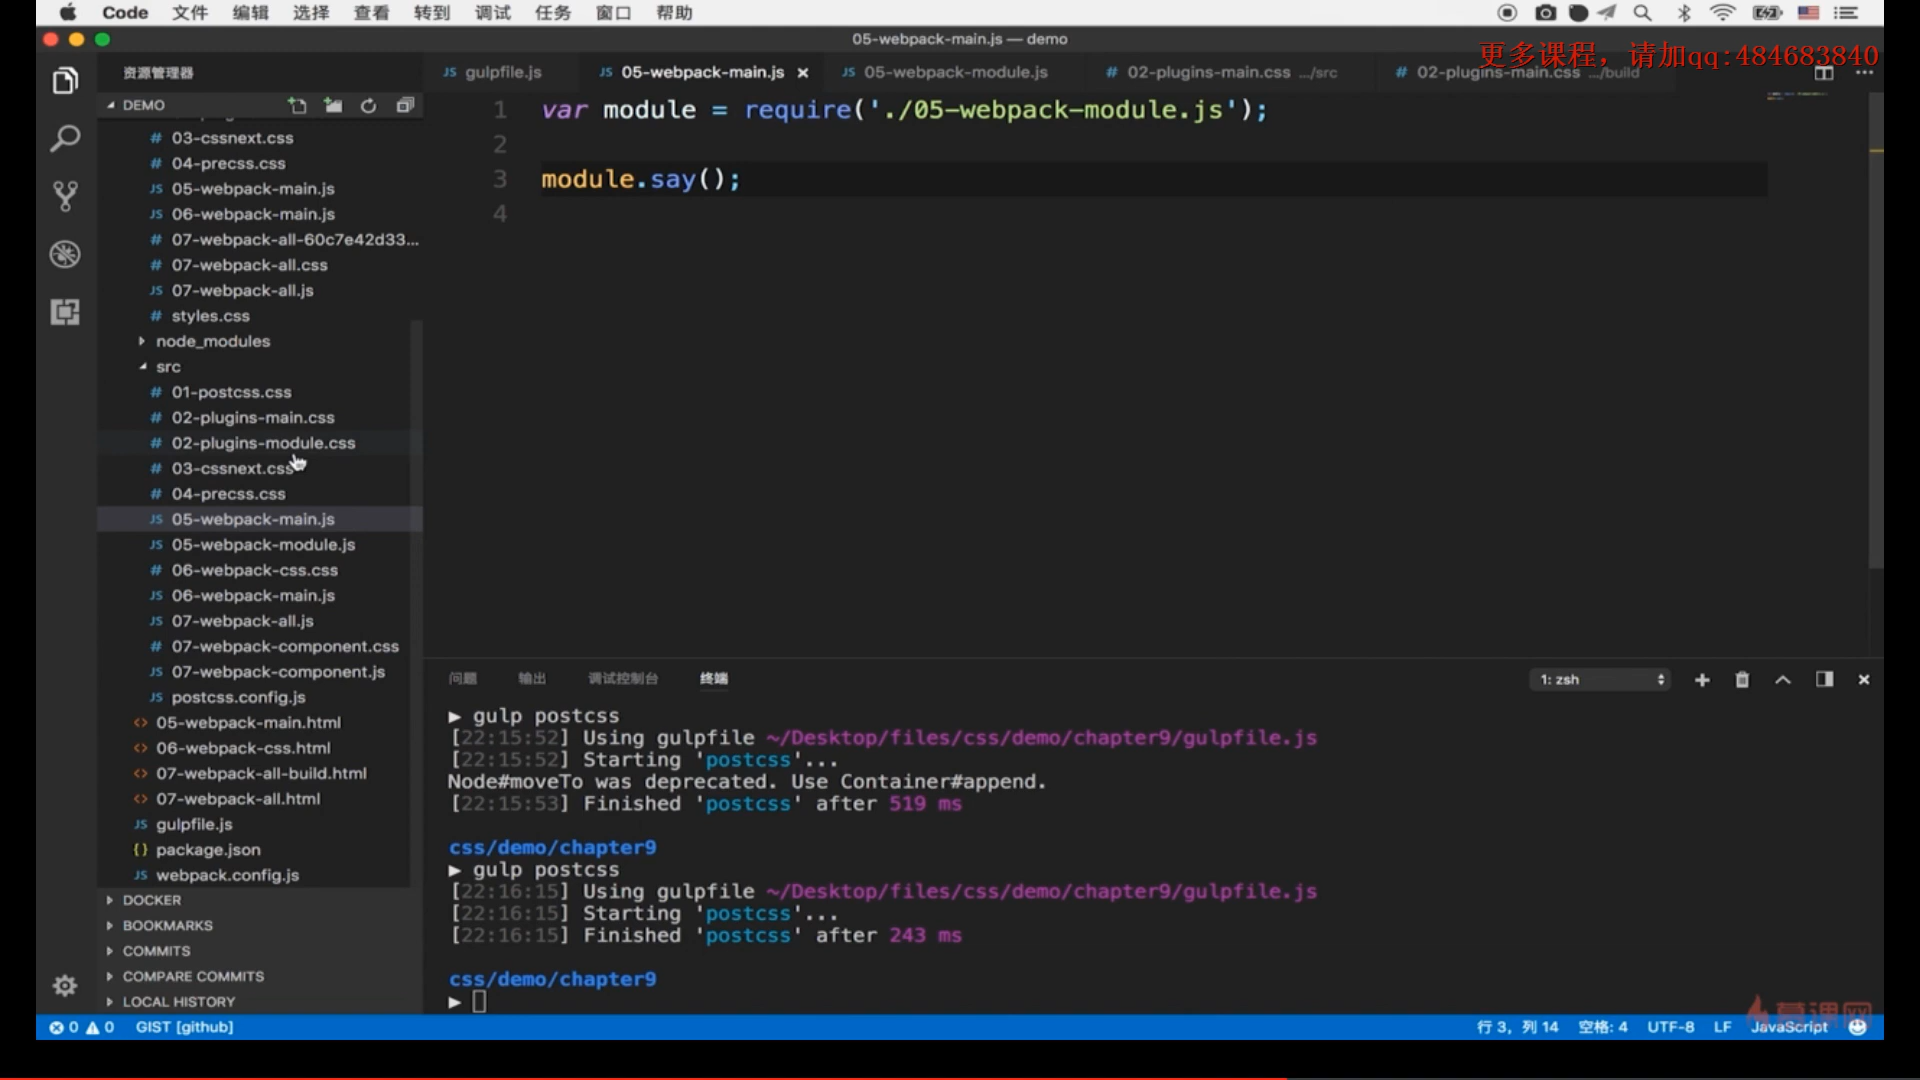 Code 文件 编辑 选择 查看 转到 调试 任务 窗口 帮助
05-webpack-main.js — demo
更多课程，请加qq:484683840
资源管理器
gulpfile.js
05-webpack-main.js
05-webpack-module.js
02-plugins-main.css .../src
02-plugins-main.css .../build
DEMO
03-cssnext.css
04-precss.css
05-webpack-main.js
06-webpack-main.js
07-webpack-all-60c7e42d33...
07-webpack-all.css
07-webpack-all.js
styles.css
node_modules
src
01-postcss.css
02-plugins-main.css
02-plugins-module.css
03-cssnext.css
04-precss.css
05-webpack-main.js
05-webpack-module.js
06-webpack-css.css
06-webpack-main.js
07-webpack-all.js
07-webpack-component.css
07-webpack-component.js
postcss.config.js
05-webpack-main.html
06-webpack-css.html
07-webpack-all-build.html
07-webpack-all.html
gulpfile.js
package.json
webpack.config.js
DOCKER
BOOKMARKS
COMMITS
COMPARE COMMITS
LOCAL HISTORY
1 var module = require('./05-webpack-module.js');
2
3 module.say();
4
问题 输出 调试控制台 终端 1: zsh
gulp postcss
[22:15:52] Using gulpfile ~/Desktop/files/css/demo/chapter9/gulpfile.js
[22:15:52] Starting 'postcss'...
Node#moveTo was deprecated. Use Container#append.
[22:15:53] Finished 'postcss' after 519 ms
css/demo/chapter9
gulp postcss
[22:16:15] Using gulpfile ~/Desktop/files/css/demo/chapter9/gulpfile.js
[22:16:15] Starting 'postcss'...
[22:16:15] Finished 'postcss' after 243 ms
css/demo/chapter9
慕课网
0 0 GIST [github] 行 3，列 14 空格: 4 UTF-8 LF JavaScript